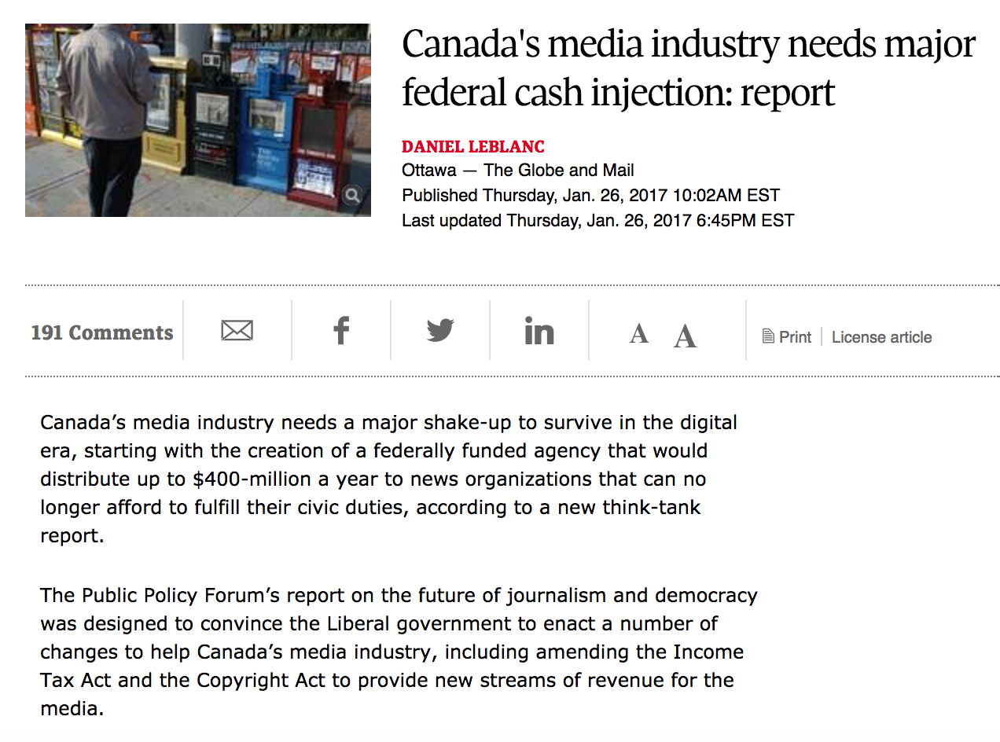 Canada's media industry needs major
federal cash injection: report
DANIEL LEBLANC
Ottawa — The Globe and Mail
Published Thursday, Jan. 26, 2017 10:02AM EST
Last updated Thursday, Jan. 26, 2017 6:45PM EST
191 Comments
A A
Print
License article
Canada’s media industry needs a major shake-up to survive in the digital
era, starting with the creation of a federally funded agency that would
distribute up to $400-million a year to news organizations that can no
longer afford to fulfill their civic duties, according to a new think-tank
report.
The Public Policy Forum’s report on the future of journalism and democracy
was designed to convince the Liberal government to enact a number of
changes to help Canada’s media industry, including amending the Income
Tax Act and the Copyright Act to provide new streams of revenue for the
media.